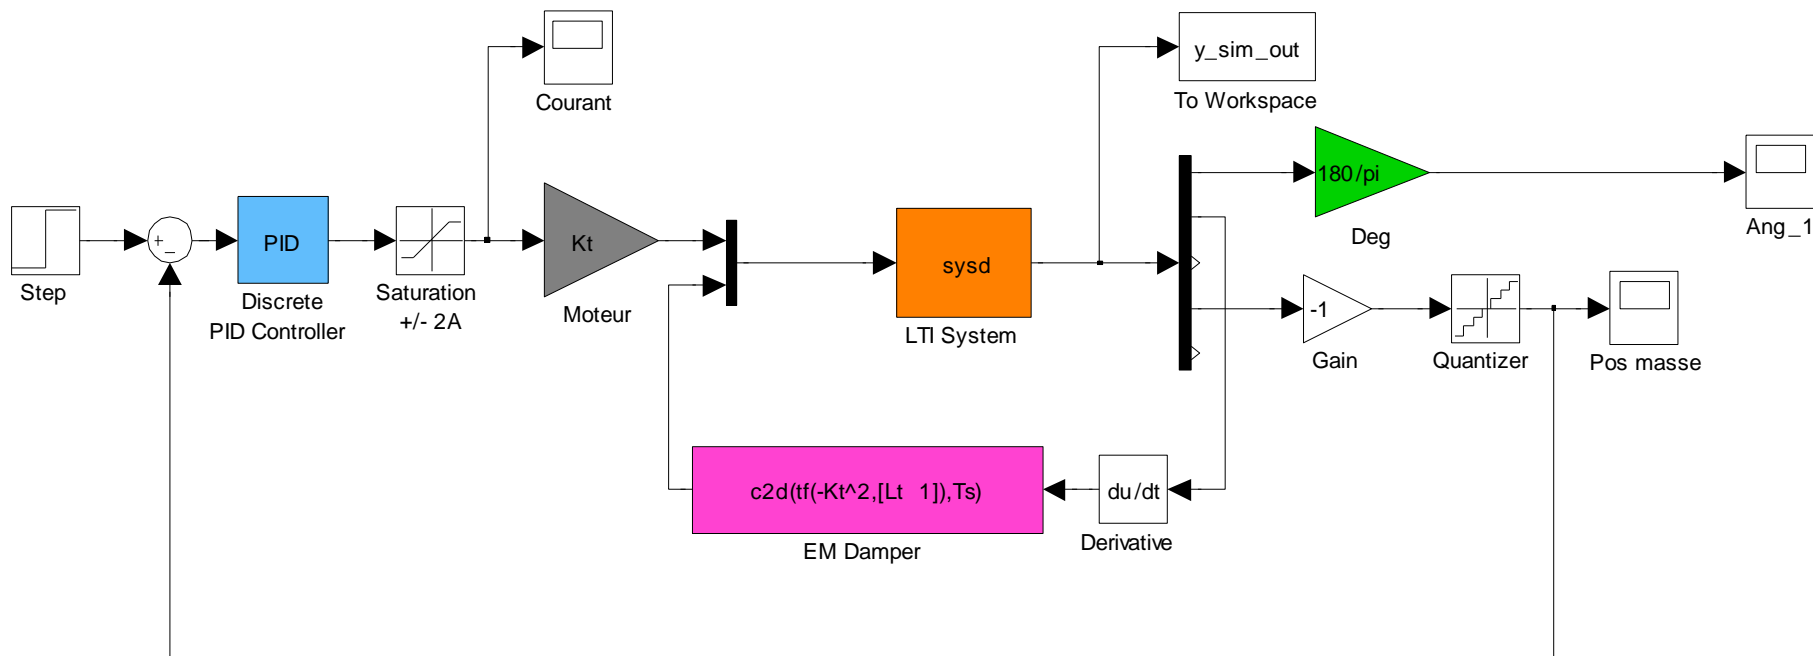 y_sim_out
Courant
To Workspace
180/pi
Deg
Ang_1
+
−
PID
Kt
sysd
Step
Discrete
PID Controller
Saturation
+/- 2A
Moteur
LTI System
-1
Gain
Quantizer
Pos masse
c2d(tf(-Kt^2,[Lt  1]),Ts)
du/dt
EM Damper
Derivative